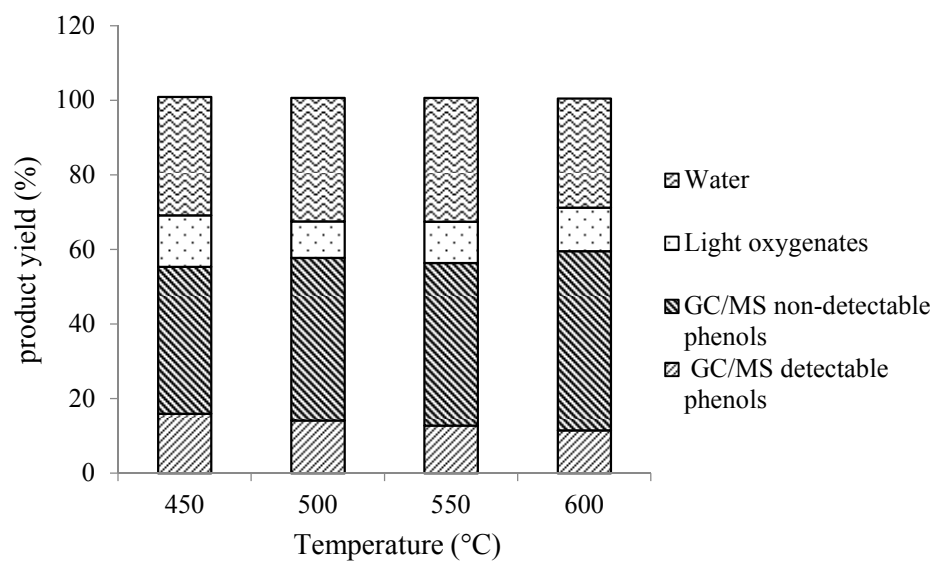 120
100
80
60
40
20
0
product yield (%)
450 500 550 600
Temperature (°C)
Water
Light oxygenates
GC/MS non-detectable
phenols
GC/MS detectable
phenols